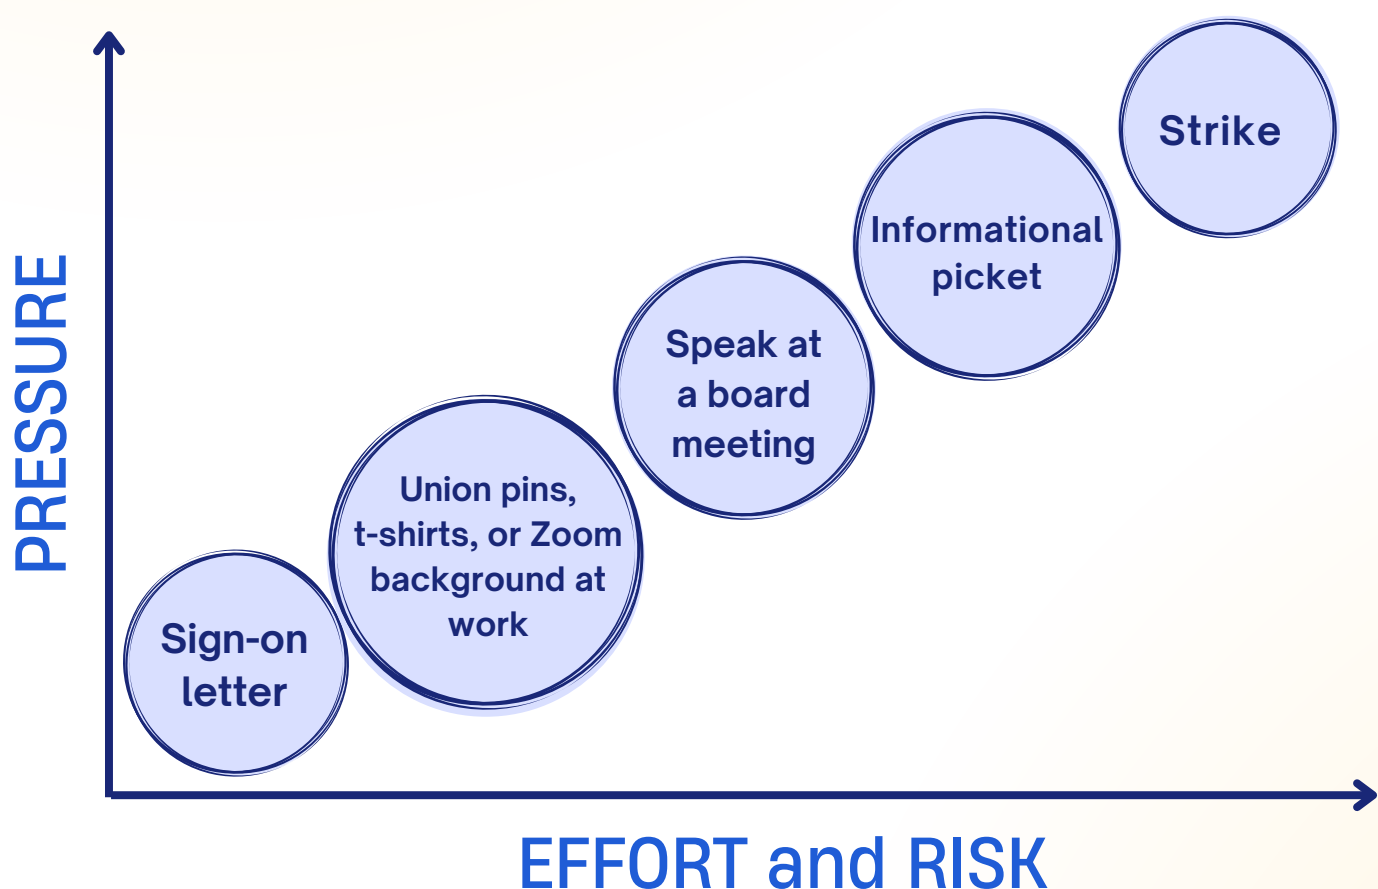 Strike
Informational
picket
Speak at
a board
meeting
Union pins,
t-shirts, or Zoom
background at
work
Sign-on
letter
PRESSURE
EFFORT and RISK